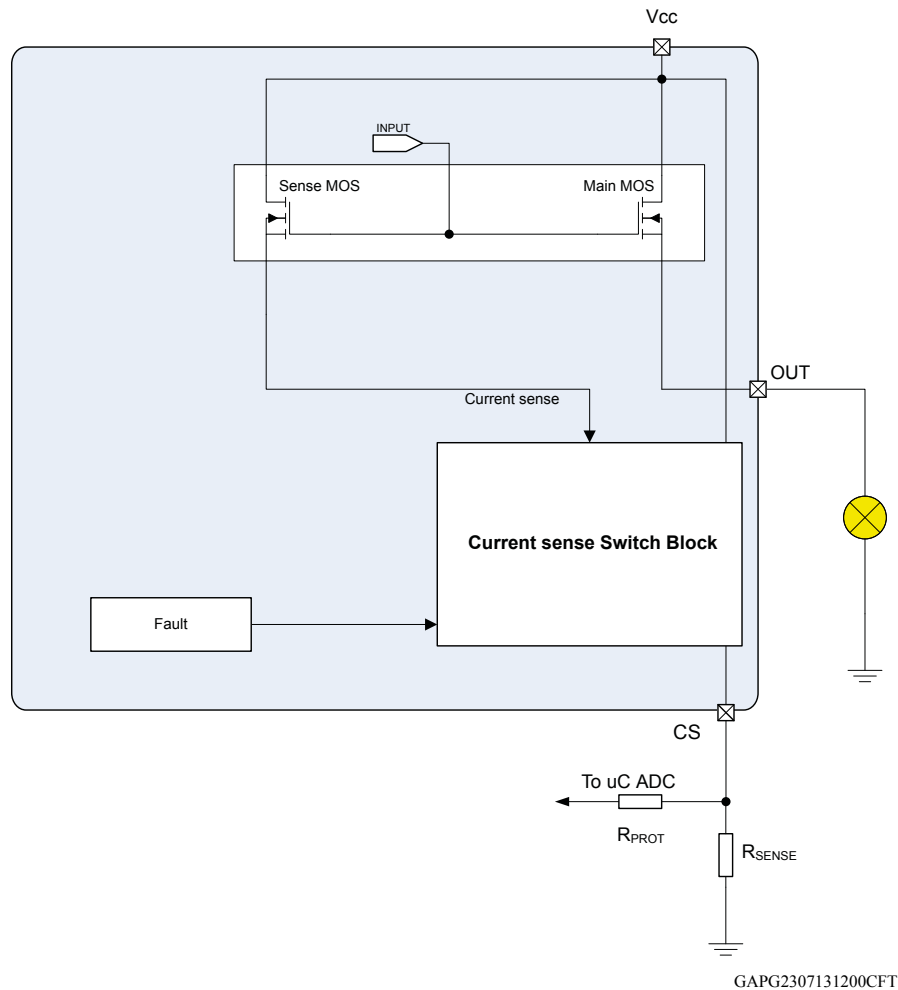 Vcc
INPUT
Sense MOS
Main MOS
OUT
Current sense
Current sense Switch Block
Fault
CS
To uC ADC
RPROT
RSENSE
GAPG2307131200CFT